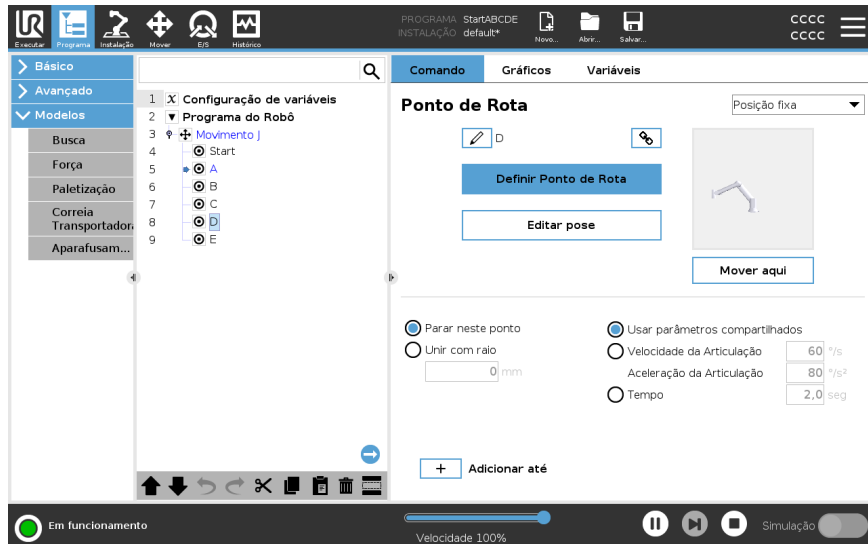 PROGRAMA StartABCDE
INSTALAÇÃO default*
CCCC
CCCC
Executar
Programa
Instalação
Mover
E/S
Histórico
Novo...
Abrir...
Salvar...
Básico
Avançado
Modelos
Busca
Força
Paletização
Correia
Transportadora
Aparafusam...
1 X Configuração de variáveis
2 Programa do Robô
3 Movimento J
4 Start
5 A
6 B
7 C
8 D
9 E
Comando
Gráficos
Variáveis
Ponto de Rota
Posição fixa
D
Definir Ponto de Rota
Editar pose
Mover aqui
Parar neste ponto
Unir com raio
0 mm
Usar parâmetros compartilhados
Velocidade da Articulação 60 °/s
Aceleração da Articulação 80 °/s²
Tempo 2,0 seg
+ Adicionar até
Em funcionamento
Velocidade 100%
Simulação